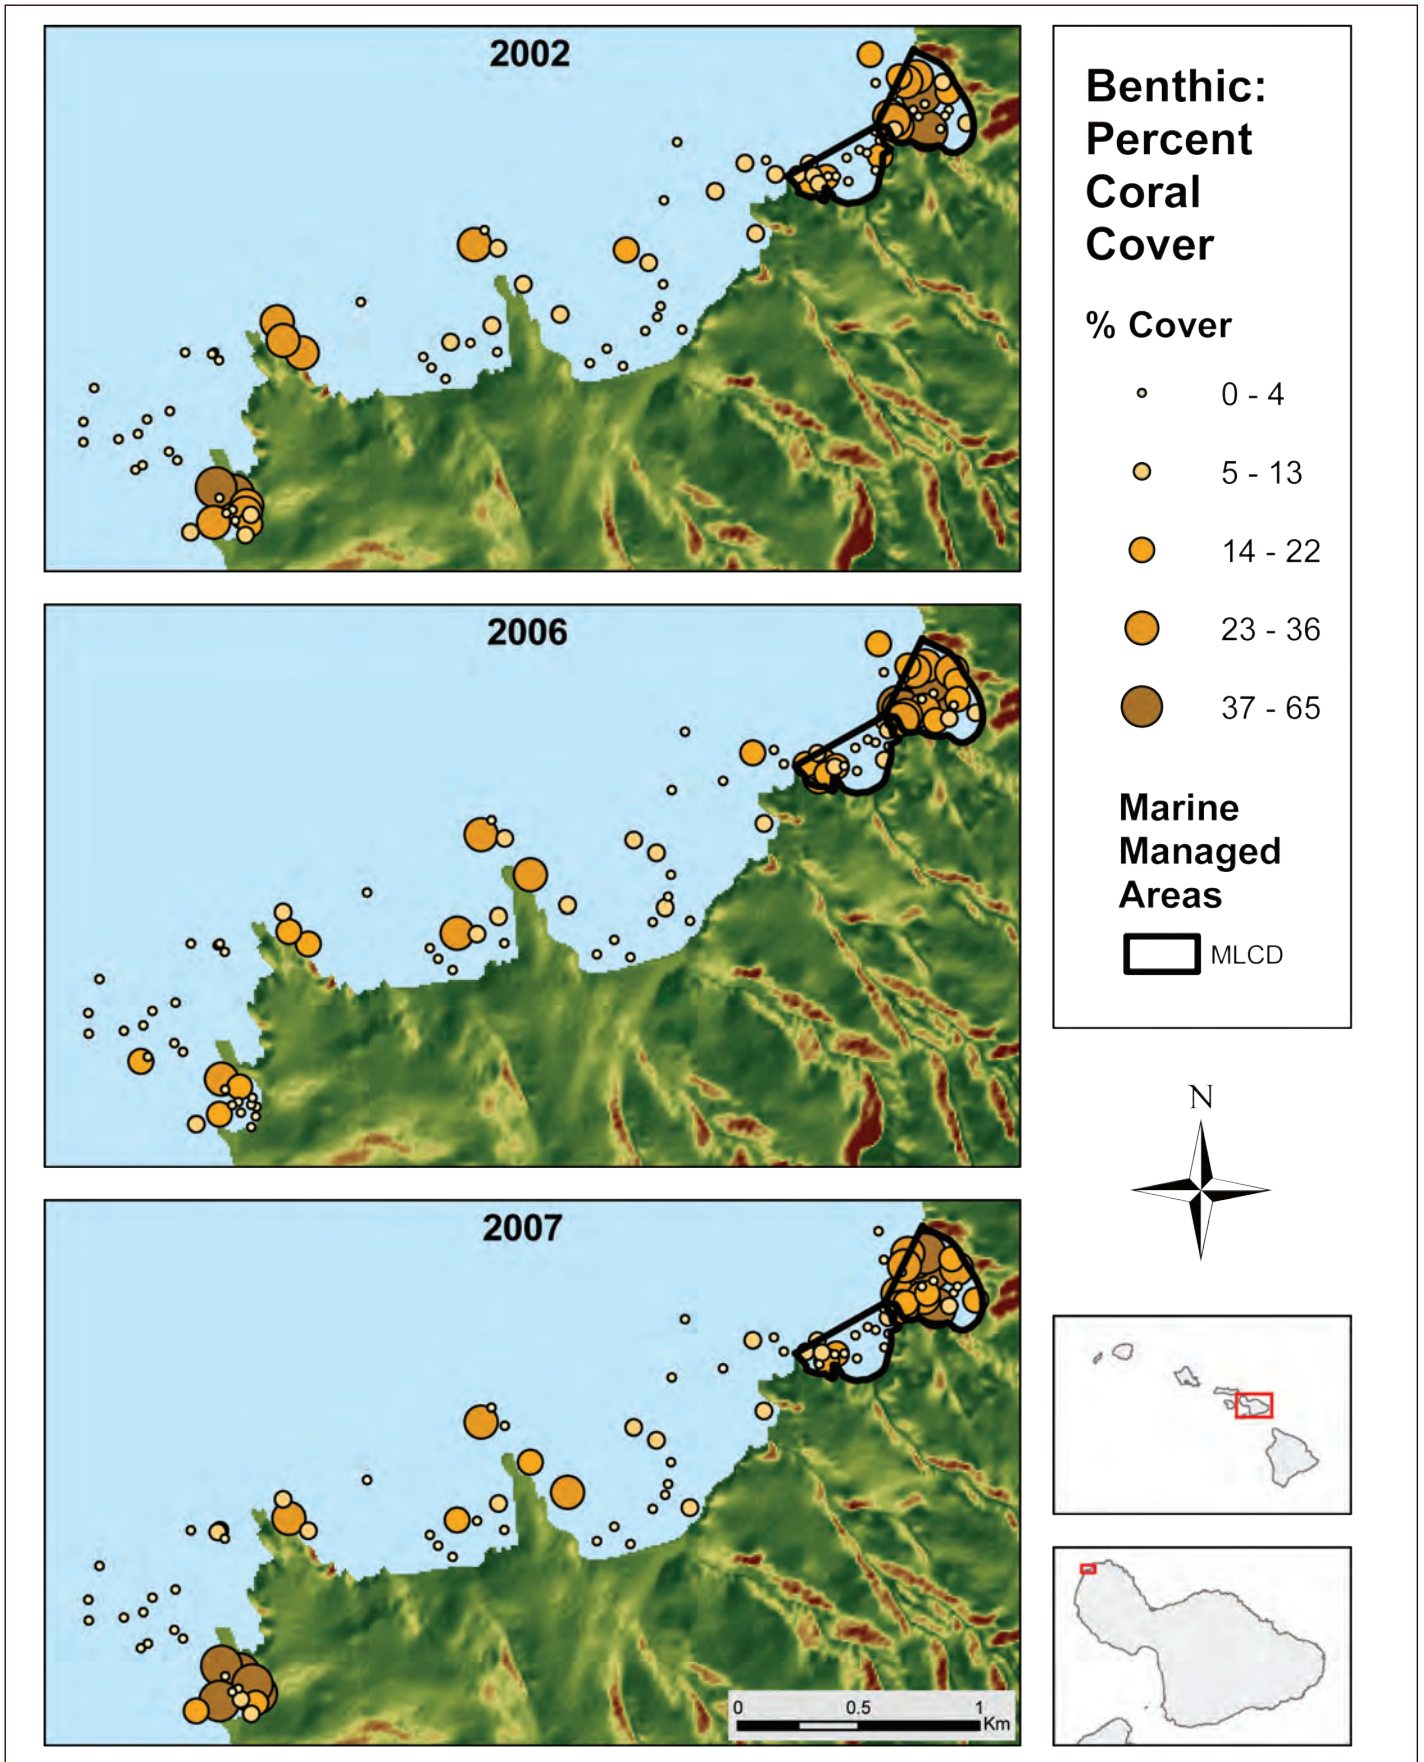 2002
2006
2007
0 0.5 1
Km
Benthic:
Percent
Coral
Cover
% Cover
0 - 4
5 - 13
14 - 22
23 - 36
37 - 65
Marine
Managed
Areas
MLCD
N